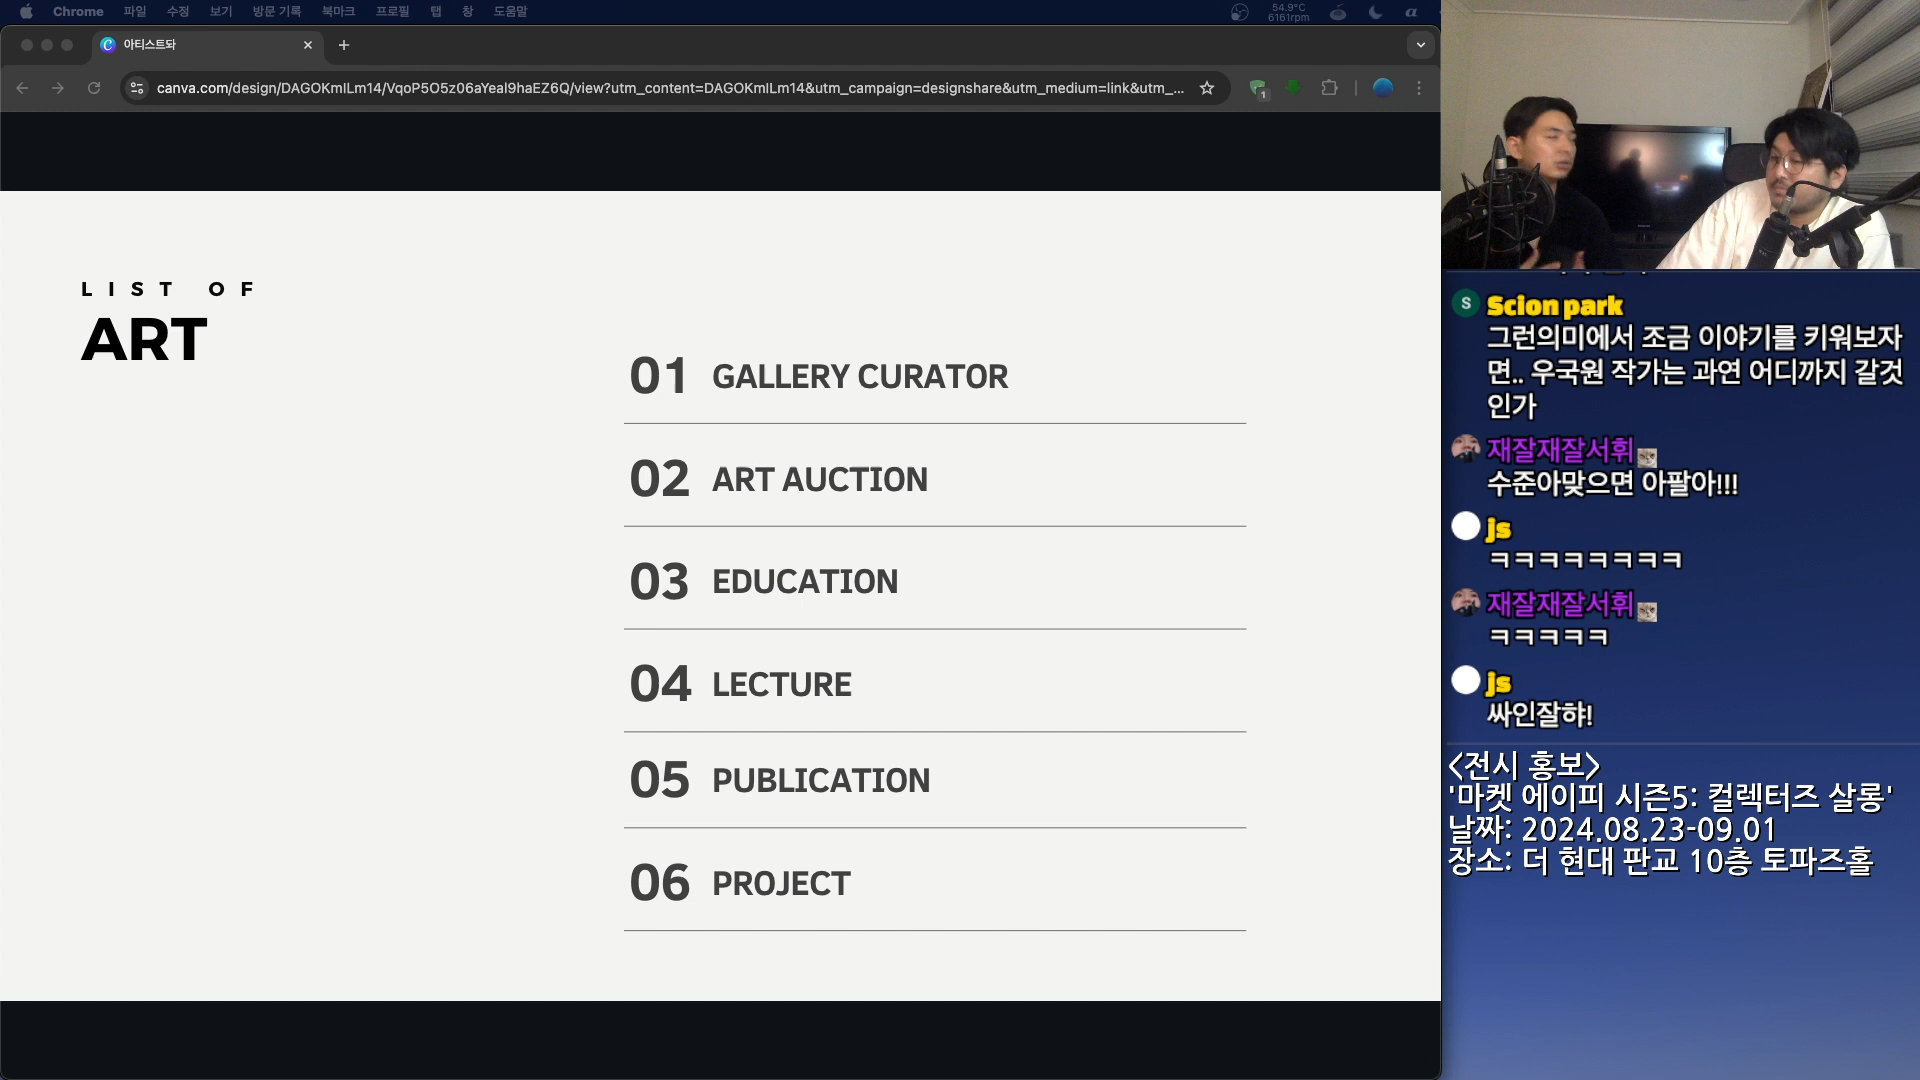 Chrome 파일 수정 보기 방문 기록 북마크 프로필 탭 창 도움말
54.9°C
6161rpm
아티스트돠
canva.com/design/DAGOKmlLm14/VqoP5O5z06aYeal9haEZ6Q/view?utm_content=DAGOKmlLm14&utm_campaign=designshare&utm_medium=link&utm_...
1
LIST OF
ART
01 GALLERY CURATOR
02 ART AUCTION
03 EDUCATION
04 LECTURE
05 PUBLICATION
06 PROJECT
S Scion park
그런의미에서 조금 이야기를 키워보자
면.. 우국원 작가는 과연 어디까지 갈것
인가
재잘재잘서휘
수준아맞으면 아팔아!!!
js
ㅋㅋㅋㅋㅋㅋㅋㅋ
재잘재잘서휘
ㅋㅋㅋㅋㅋ
js
싸인잘햐!
<전시 홍보>
'마켓 에이피 시즌5: 컬렉터즈 살롱'
날짜: 2024.08.23-09.01
장소: 더 현대 판교 10층 토파즈홀